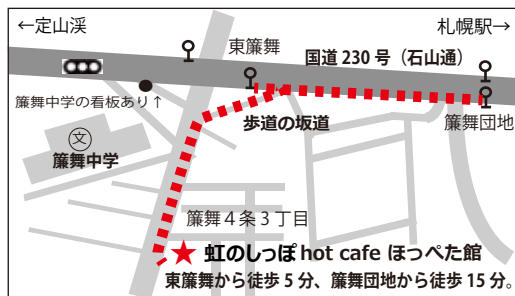 ←定山渓
札幌駅→
東簾舞
国道230号（石山通）
簾舞中学の看板あり↑
簾舞団地
歩道の坂道
文
簾舞中学
簾舞４条３丁目
★ 虹のしっぽ hot cafe ほっぺた館
東簾舞から徒歩５分、簾舞団地から徒歩15分。